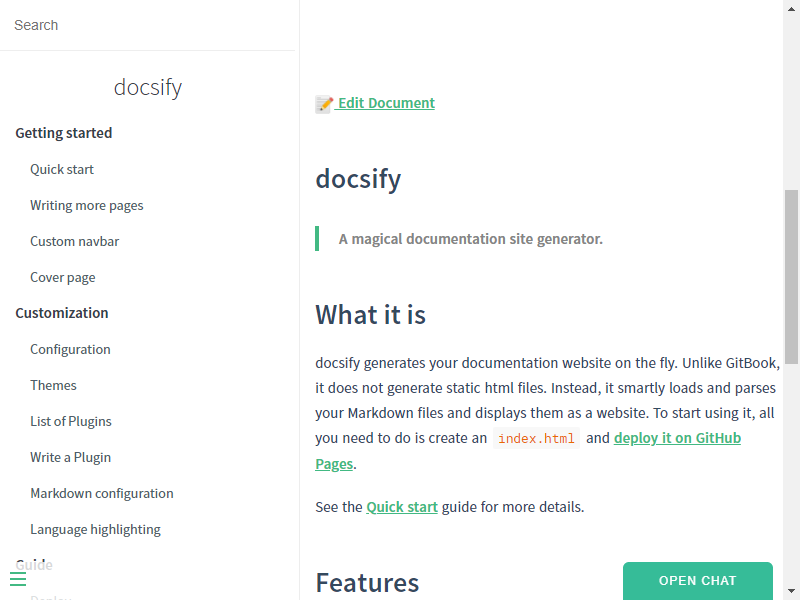 Search
docsify
Getting started
Quick start
Writing more pages
Custom navbar
Cover page
Customization
Configuration
Themes
List of Plugins
Write a Plugin
Markdown configuration
Language highlighting
Guide
Deploy
Edit Document
docsify
A magical documentation site generator.
What it is
docsify generates your documentation website on the fly. Unlike GitBook,
it does not generate static html files. Instead, it smartly loads and parses
your Markdown files and displays them as a website. To start using it, all
you need to do is create an index.html and deploy it on GitHub
Pages.
See the Quick start guide for more details.
Features
OPEN CHAT